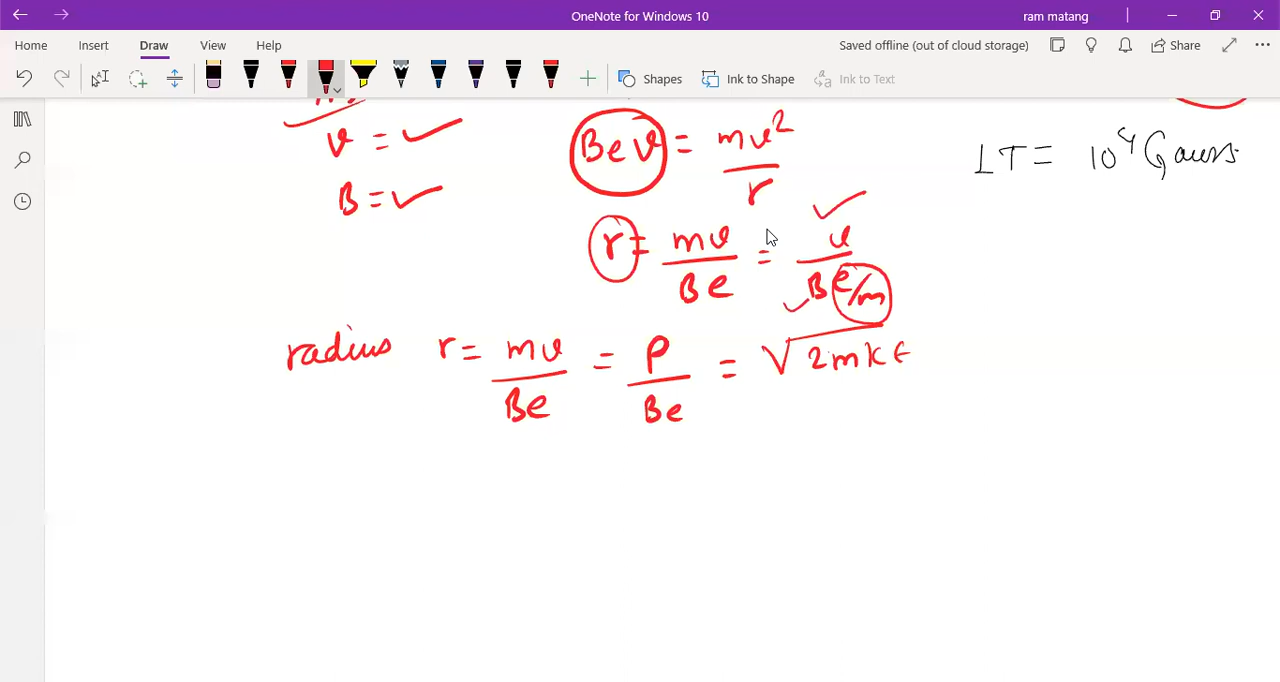 OneNote for Windows 10
ram matang
Home Insert Draw View Help
Saved offline (out of cloud storage)
Share
Shapes
Ink to Shape
Ink to Text
v =
B =
Bev = mv²/r
1T = 10⁴ Gauss
r = mv/Be = v/(B e/m)
radius r = mv/Be = P/Be = √2mKE